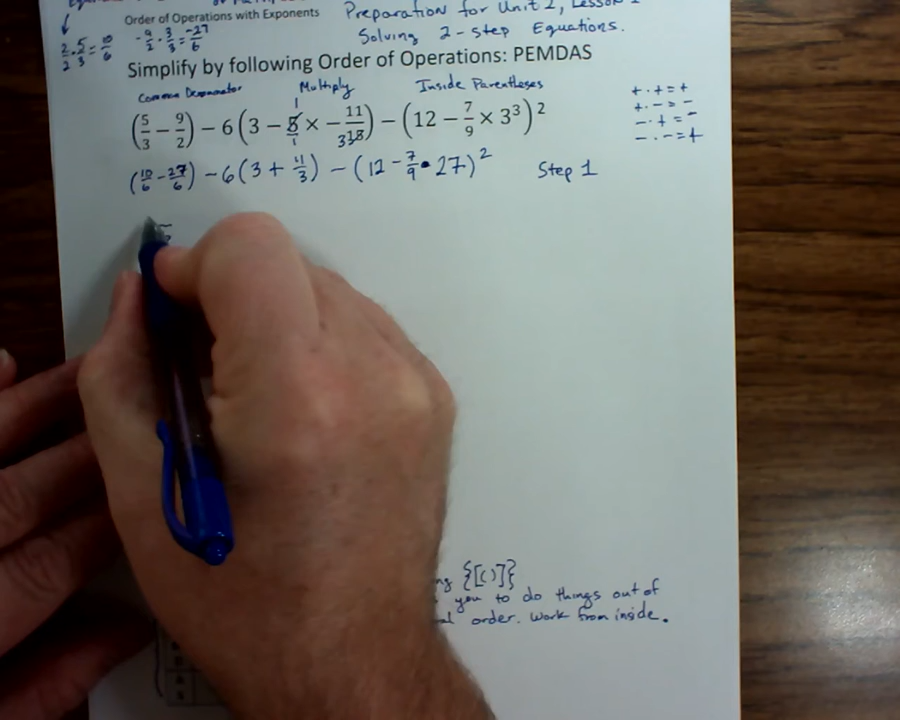 Order of Operations with Exponents
Preparation for Unit 2, Lesson
Solving 2-step Equations.
2/2 · 5/3 = 10/6
-9/2 · 3/3 = -27/6
Simplify by following Order of Operations: PEMDAS
Common Denominator Multiply Inside Parentheses
(5/3 − 9/2) − 6(3 − 5/1 × −11/18) − (12 − 7/9 × 3³)²
1
1
3
+ · + = +
+ · - = -
- · + = -
- · - = +
(10/6 - 27/6) - 6(3 + 11/3) - (12 - 7/9 • 27)² Step 1
{[()]}
you to do things out of
order. Work from inside.